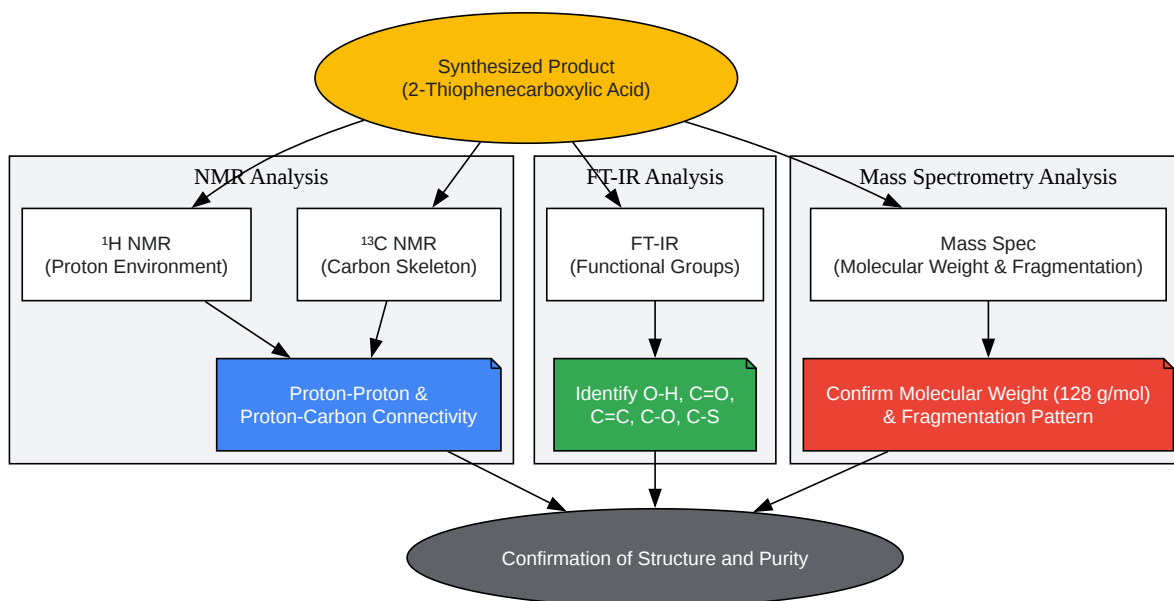 Synthesized Product
(2-Thiophenecarboxylic Acid)
NMR Analysis
FT-IR Analysis
Mass Spectrometry Analysis
¹H NMR
(Proton Environment)
¹³C NMR
(Carbon Skeleton)
FT-IR
(Functional Groups)
Mass Spec
(Molecular Weight & Fragmentation)
Proton-Proton &
Proton-Carbon Connectivity
Identify O-H, C=O,
C=C, C-O, C-S
Confirm Molecular Weight (128 g/mol)
& Fragmentation Pattern
Confirmation of Structure and Purity